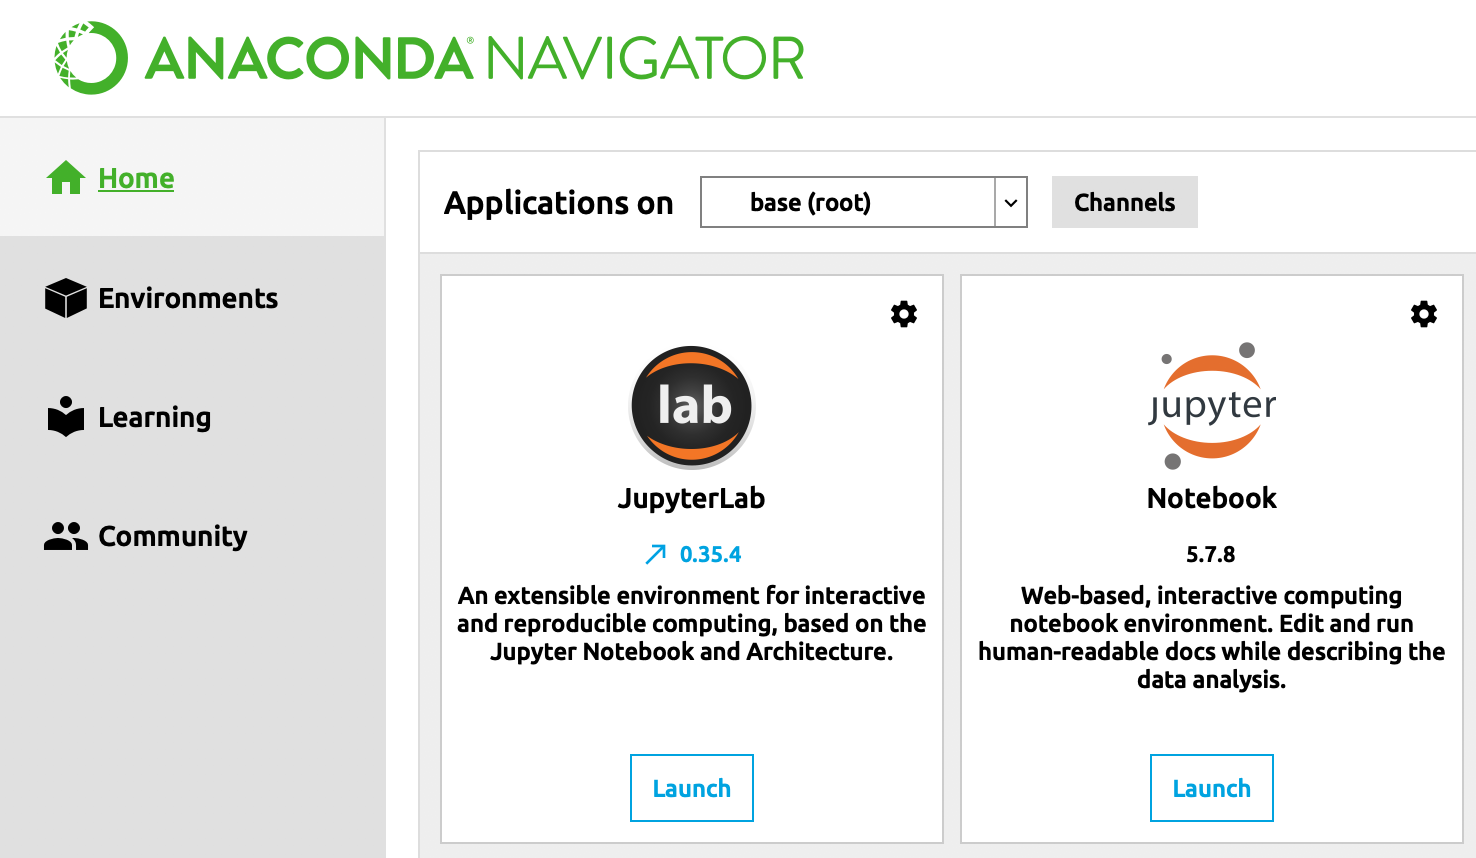 ANACONDA® NAVIGATOR
Home
Environments
Learning
Community
Applications on
base (root)
Channels
lab
JupyterLab
0.35.4
An extensible environment for interactive
and reproducible computing, based on the
Jupyter Notebook and Architecture.
Launch
jupyter
Notebook
5.7.8
Web-based, interactive computing
notebook environment. Edit and run
human-readable docs while describing the
data analysis.
Launch